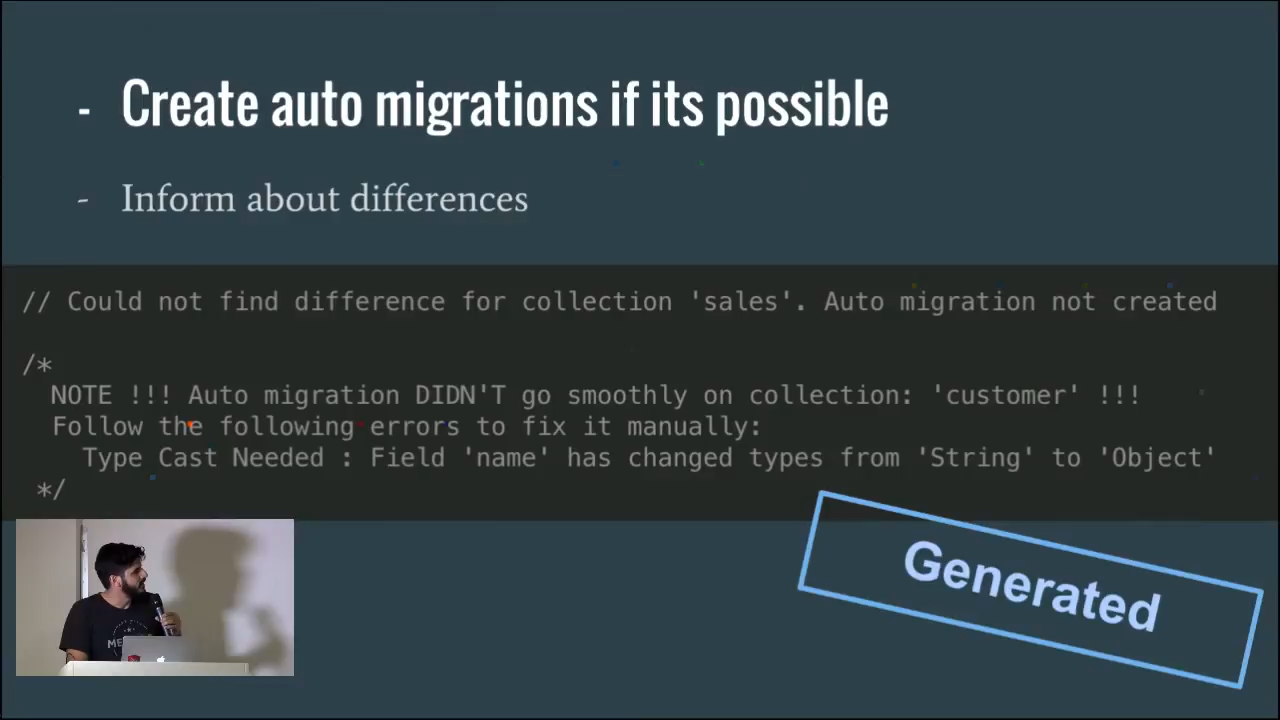 - Create auto migrations if its possible
- Inform about differences
// Could not find difference for collection 'sales'. Auto migration not created
/*
NOTE !!! Auto migration DIDN'T go smoothly on collection: 'customer' !!!
Follow the following errors to fix it manually:
Type Cast Needed : Field 'name' has changed types from 'String' to 'Object'
*/
Generated